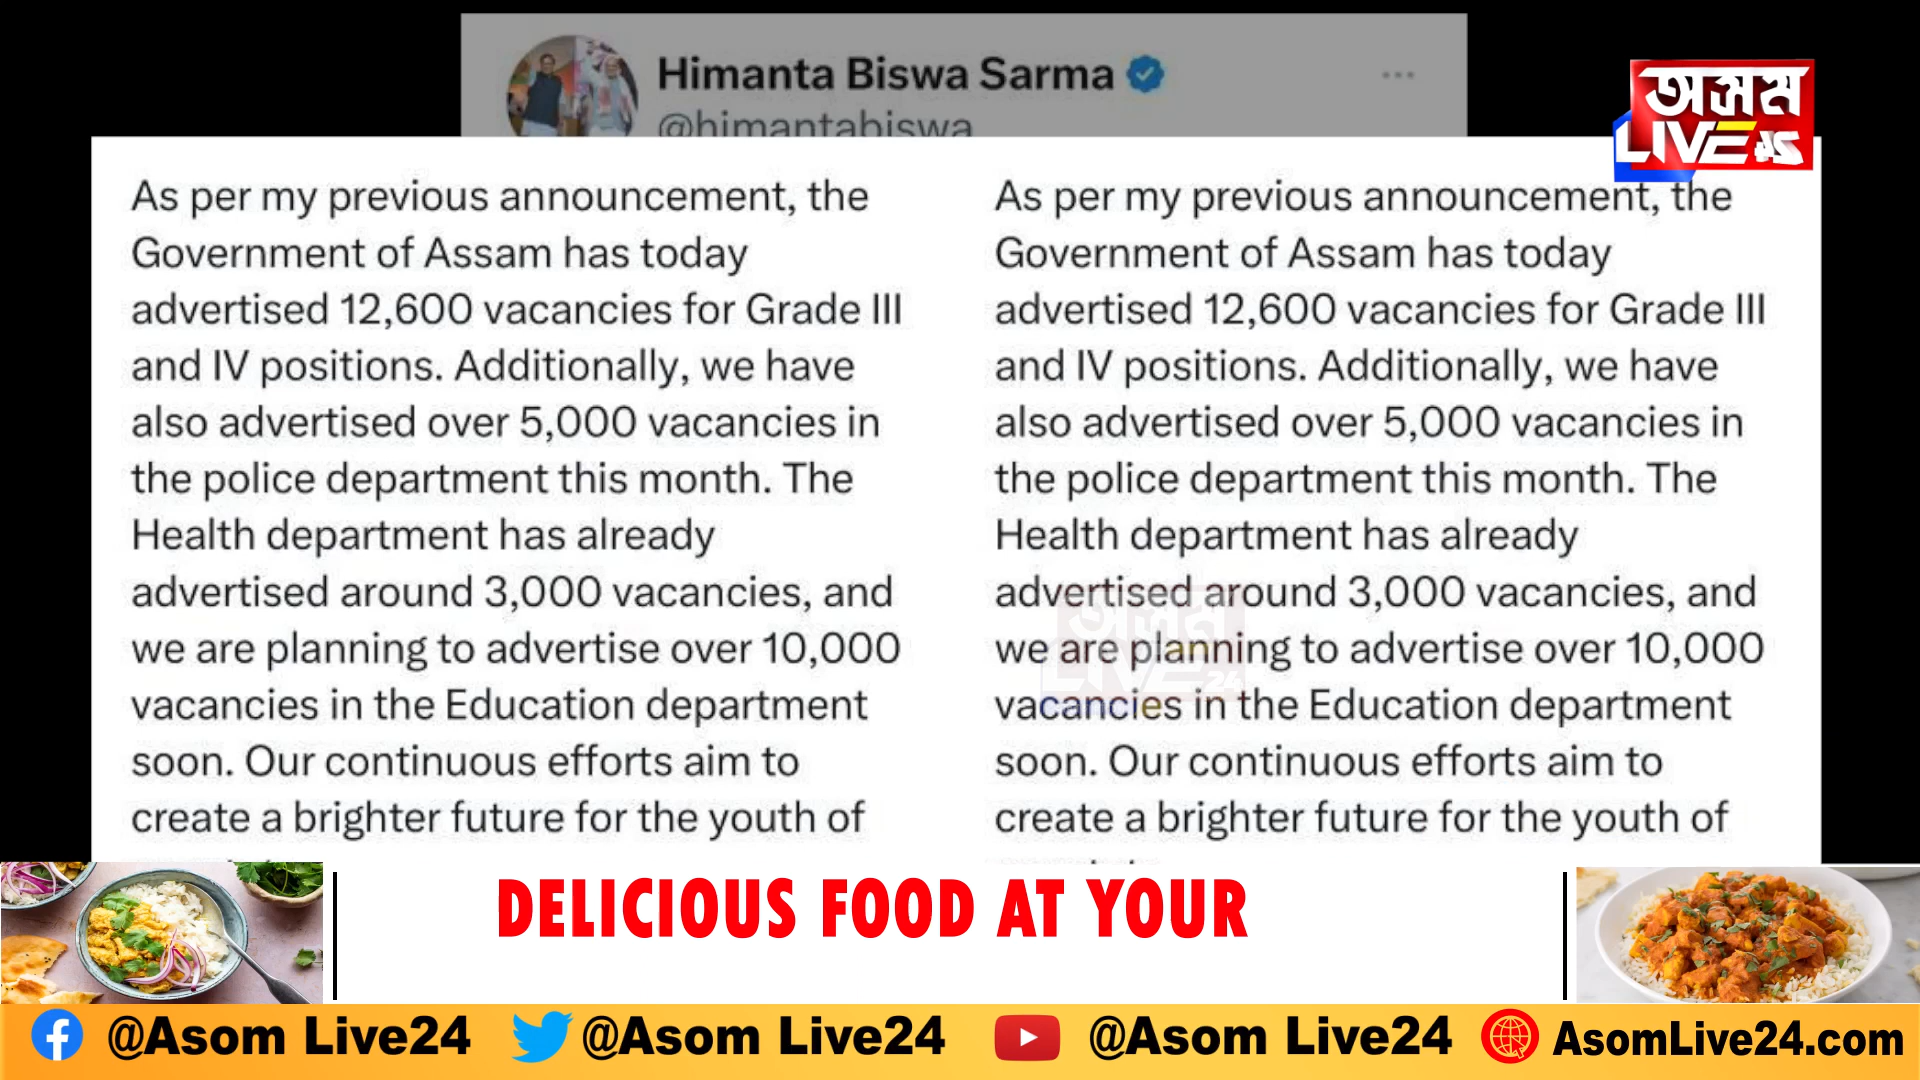 Himanta Biswa Sarma
@himantabiswa
অসম
LIVE24
As per my previous announcement, the
Government of Assam has today
advertised 12,600 vacancies for Grade III
and IV positions. Additionally, we have
also advertised over 5,000 vacancies in
the police department this month. The
Health department has already
advertised around 3,000 vacancies, and
we are planning to advertise over 10,000
vacancies in the Education department
soon. Our continuous efforts aim to
create a brighter future for the youth of
As per my previous announcement, the
Government of Assam has today
advertised 12,600 vacancies for Grade III
and IV positions. Additionally, we have
also advertised over 5,000 vacancies in
the police department this month. The
Health department has already
advertised around 3,000 vacancies, and
we are planning to advertise over 10,000
vacancies in the Education department
soon. Our continuous efforts aim to
create a brighter future for the youth of
অসম
LIVE24
DELICIOUS FOOD AT YOUR
@Asom Live24 @Asom Live24 @Asom Live24 AsomLive24.com